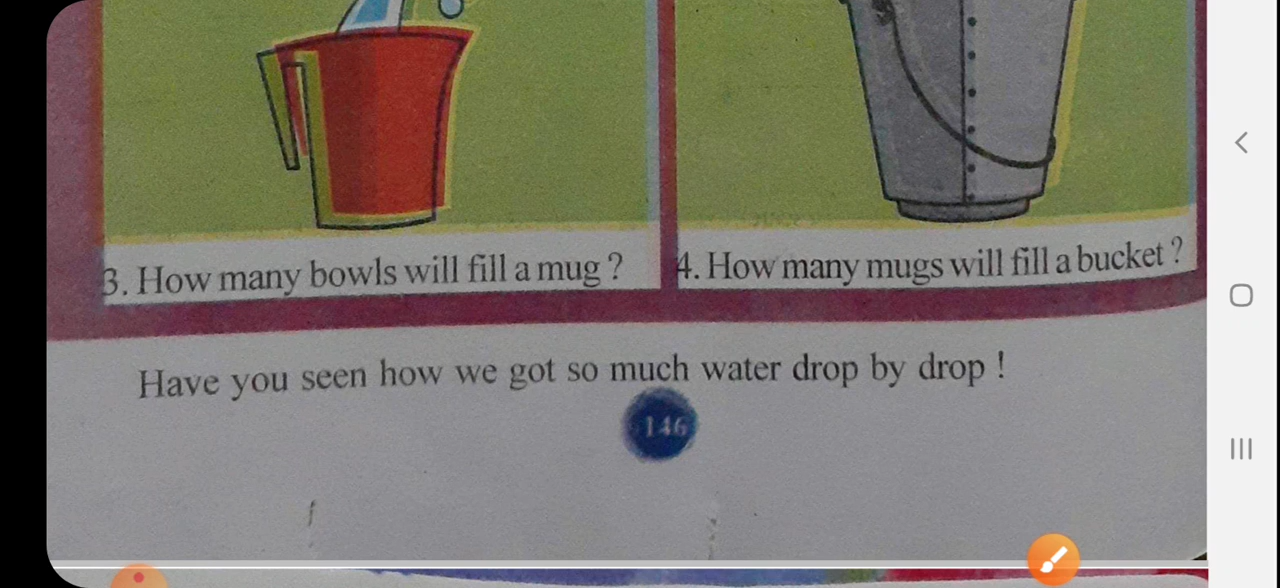 3. How many bowls will fill a mug ?
4. How many mugs will fill a bucket ?
Have you seen how we got so much water drop by drop !
146